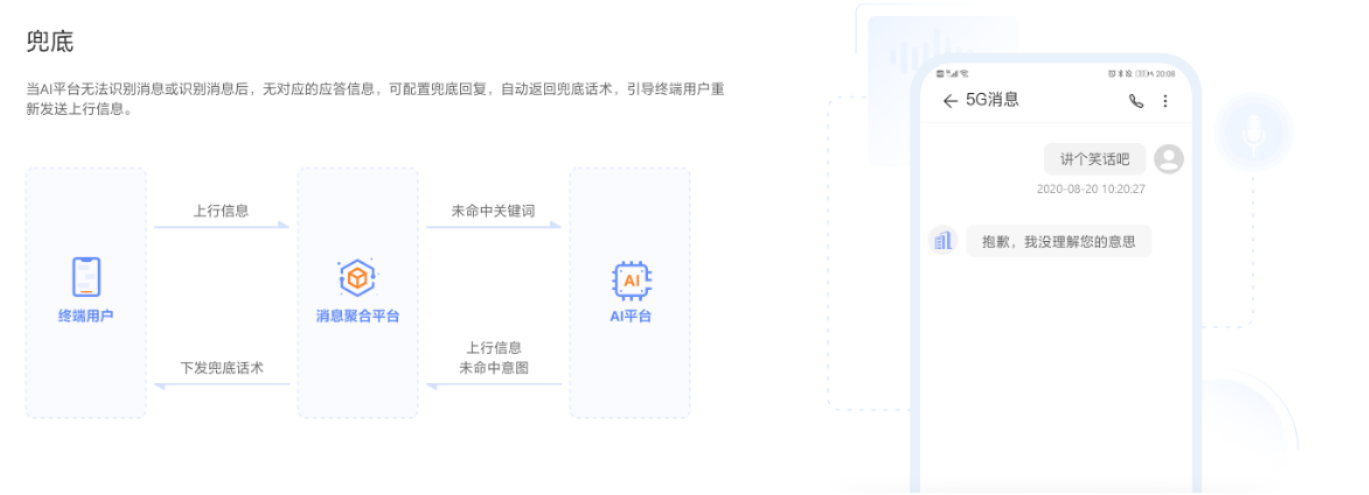 兜底
当AI平台无法识别消息或识别消息后，无对应的应答信息，可配置兜底回复，自动返回兜底话术，引导终端用户重
新发送上行信息。
上行信息
未命中关键词
终端用户
消息聚合平台
AI
AI平台
下发兜底话术
上行信息
未命中意图
20:08
5G消息
讲个笑话吧
2020-08-20 10:20:27
抱歉，我没理解您的意思